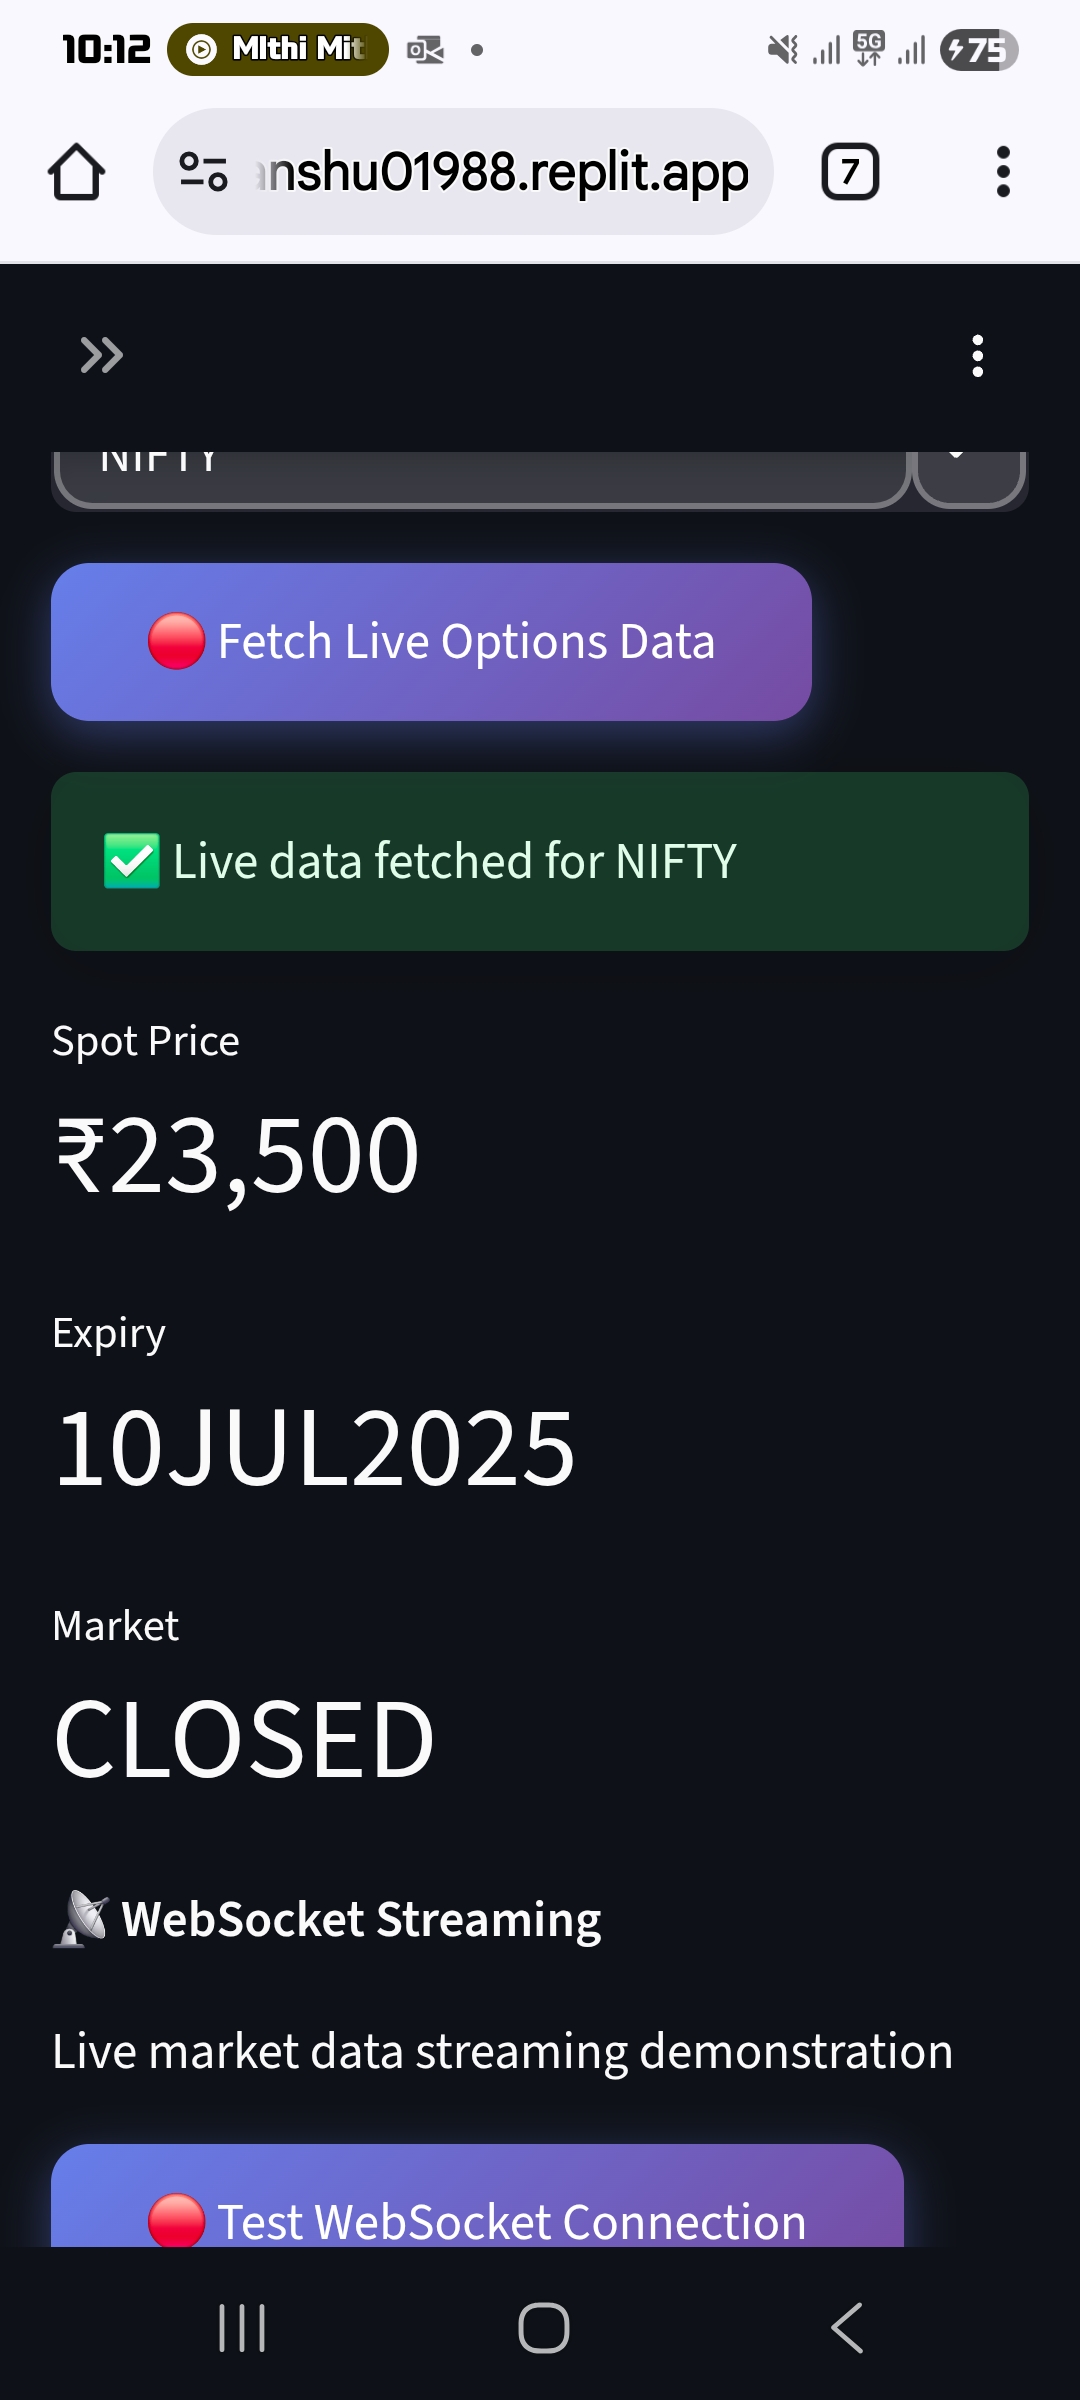 10:12 MIthi Mit 5G 75
anshu01988.replit.app 7
NIFTY
Fetch Live Options Data
Live data fetched for NIFTY
Spot Price
₹23,500
Expiry
10JUL2025
Market
CLOSED
WebSocket Streaming
Live market data streaming demonstration
Test WebSocket Connection